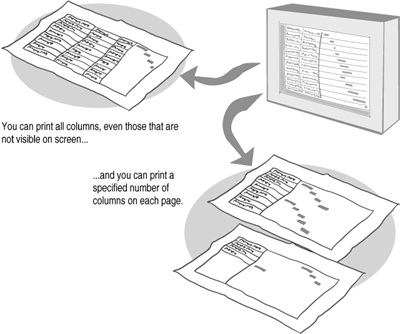 You can print all columns, even those that are
not visible on screen...
...and you can print a
specified number of
columns on each page.